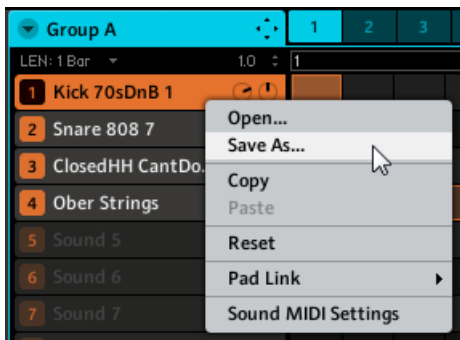 Group A 1 2 3
LEN: 1 Bar 1.0 1
1 Kick 70sDnB 1
2 Snare 808 7
3 ClosedHH CantDo.
4 Ober Strings
5 Sound 5
6 Sound 6
7 Sound 7
Open...
Save As...
Copy
Paste
Reset
Pad Link
Sound MIDI Settings